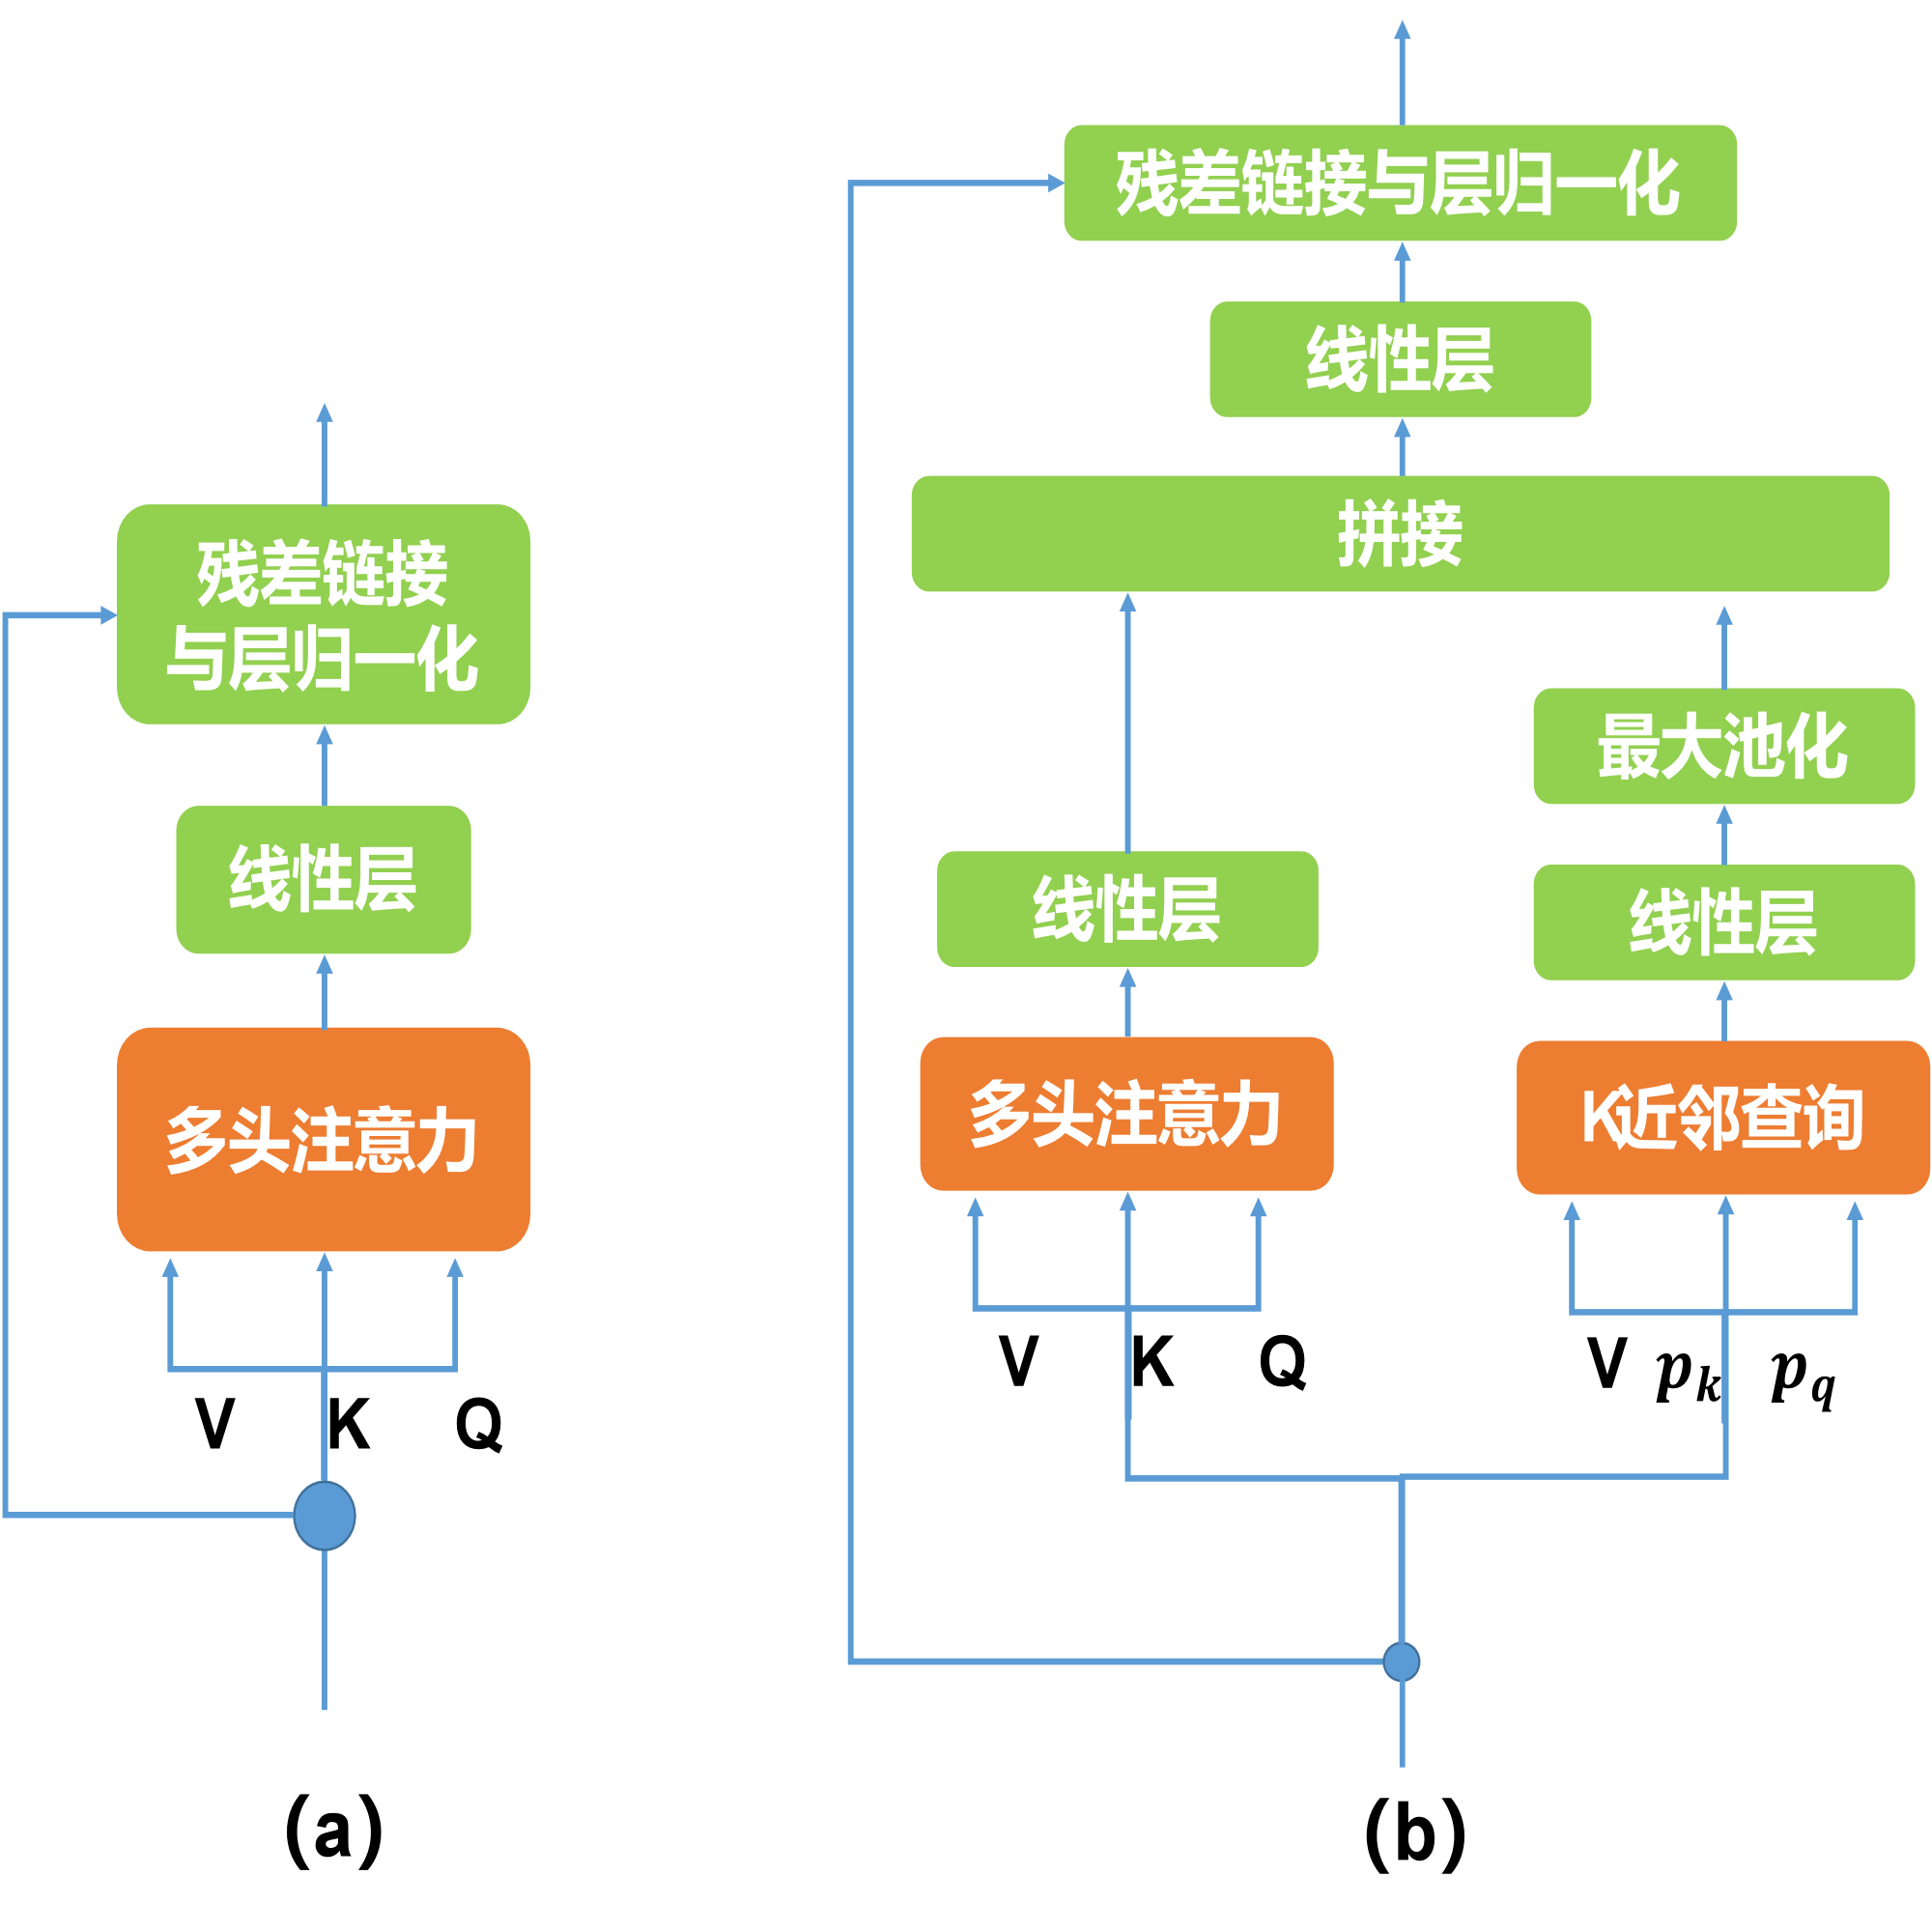 残差链接
与层归一化
线性层
多头注意力
V K Q
(a)
残差链接与层归一化
线性层
拼接
最大池化
线性层
线性层
多头注意力
K近邻查询
V K Q
V p_k p_q
(b)